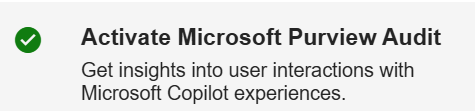 Activate Microsoft Purview Audit
Get insights into user interactions with
Microsoft Copilot experiences.